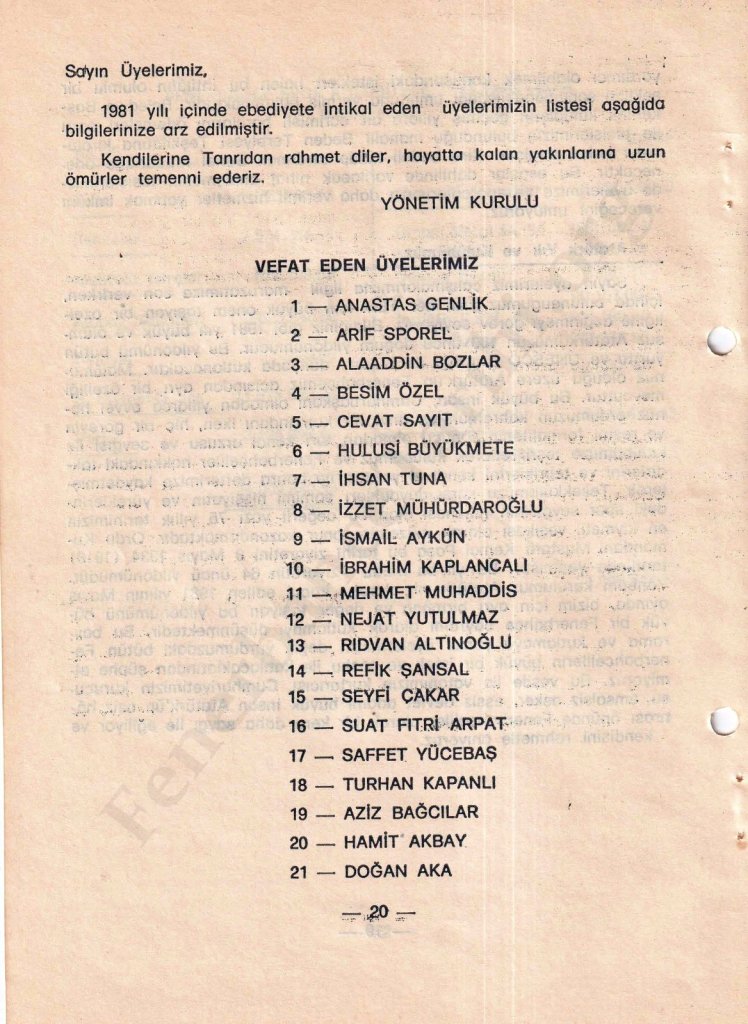 Sayın Üyelerimiz,
1981 yılı içinde ebediyete intikal eden üyelerimizin listesi aşağıda
bilgilerinize arz edilmiştir.
Kendilerine Tanrıdan rahmet diler, hayatta kalan yakınlarına uzun
ömürler temenni ederiz.
YÖNETİM KURULU
VEFAT EDEN ÜYELERİMİZ
1 — ANASTAS GENLİK
2 — ARİF SPOREL
3 — ALAADDİN BOZLAR
4 — BESİM ÖZEL
5 — CEVAT SAYIT
6 — HULUSİ BÜYÜKMETE
7 — İHSAN TUNA
8 — İZZET MÜHÜRDAROĞLU
9 — İSMAİL AYKÜN
10 — İBRAHİM KAPLANCALI
11 — MEHMET MUHADDİS
12 — NEJAT YUTULMAZ
13 — RIDVAN ALTINOĞLU
14 — REFİK ŞANSAL
15 — SEYFİ ÇAKAR
16 — SUAT FITRİ ARPAT
17 — SAFFET YÜCEBAŞ
18 — TURHAN KAPANLI
19 — AZİZ BAĞCILAR
20 — HAMİT AKBAY
21 — DOĞAN AKA
— 20 —